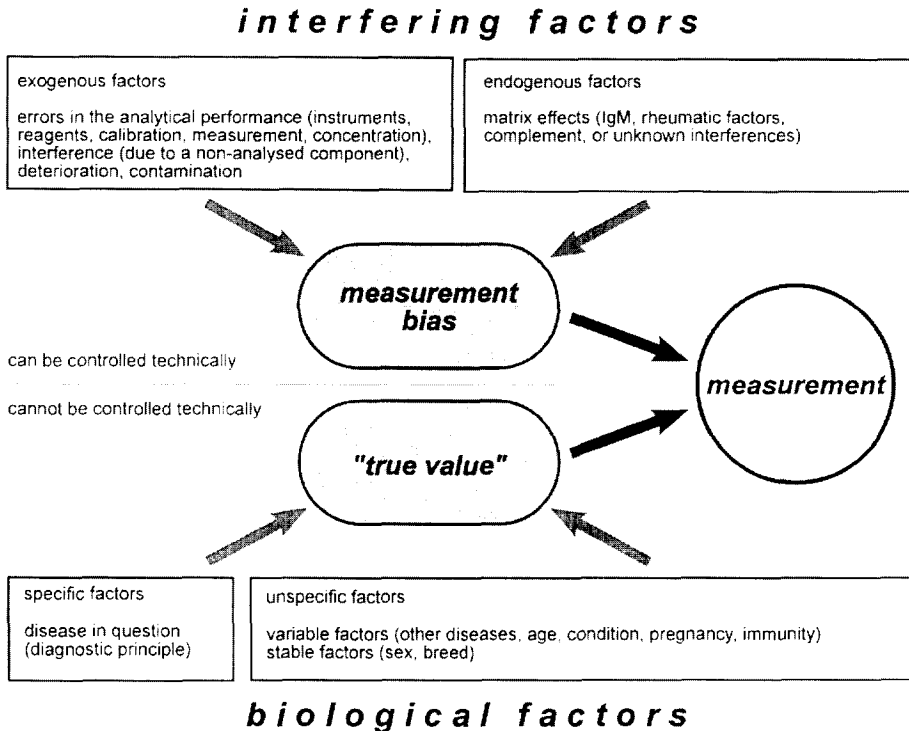 interfering factors
exogenous factors
errors in the analytical performance (instruments,
reagents, calibration, measurement, concentration),
interference (due to a non-analysed component),
deterioration, contamination
endogenous factors
matrix effects (IgM, rheumatic factors,
complement, or unknown interferences)
measurement
bias
can be controlled technically
measurement
cannot be controlled technically
"true value"
specific factors
disease in question
(diagnostic principle)
unspecific factors
variable factors (other diseases, age, condition, pregnancy, immunity)
stable factors (sex, breed)
biological factors